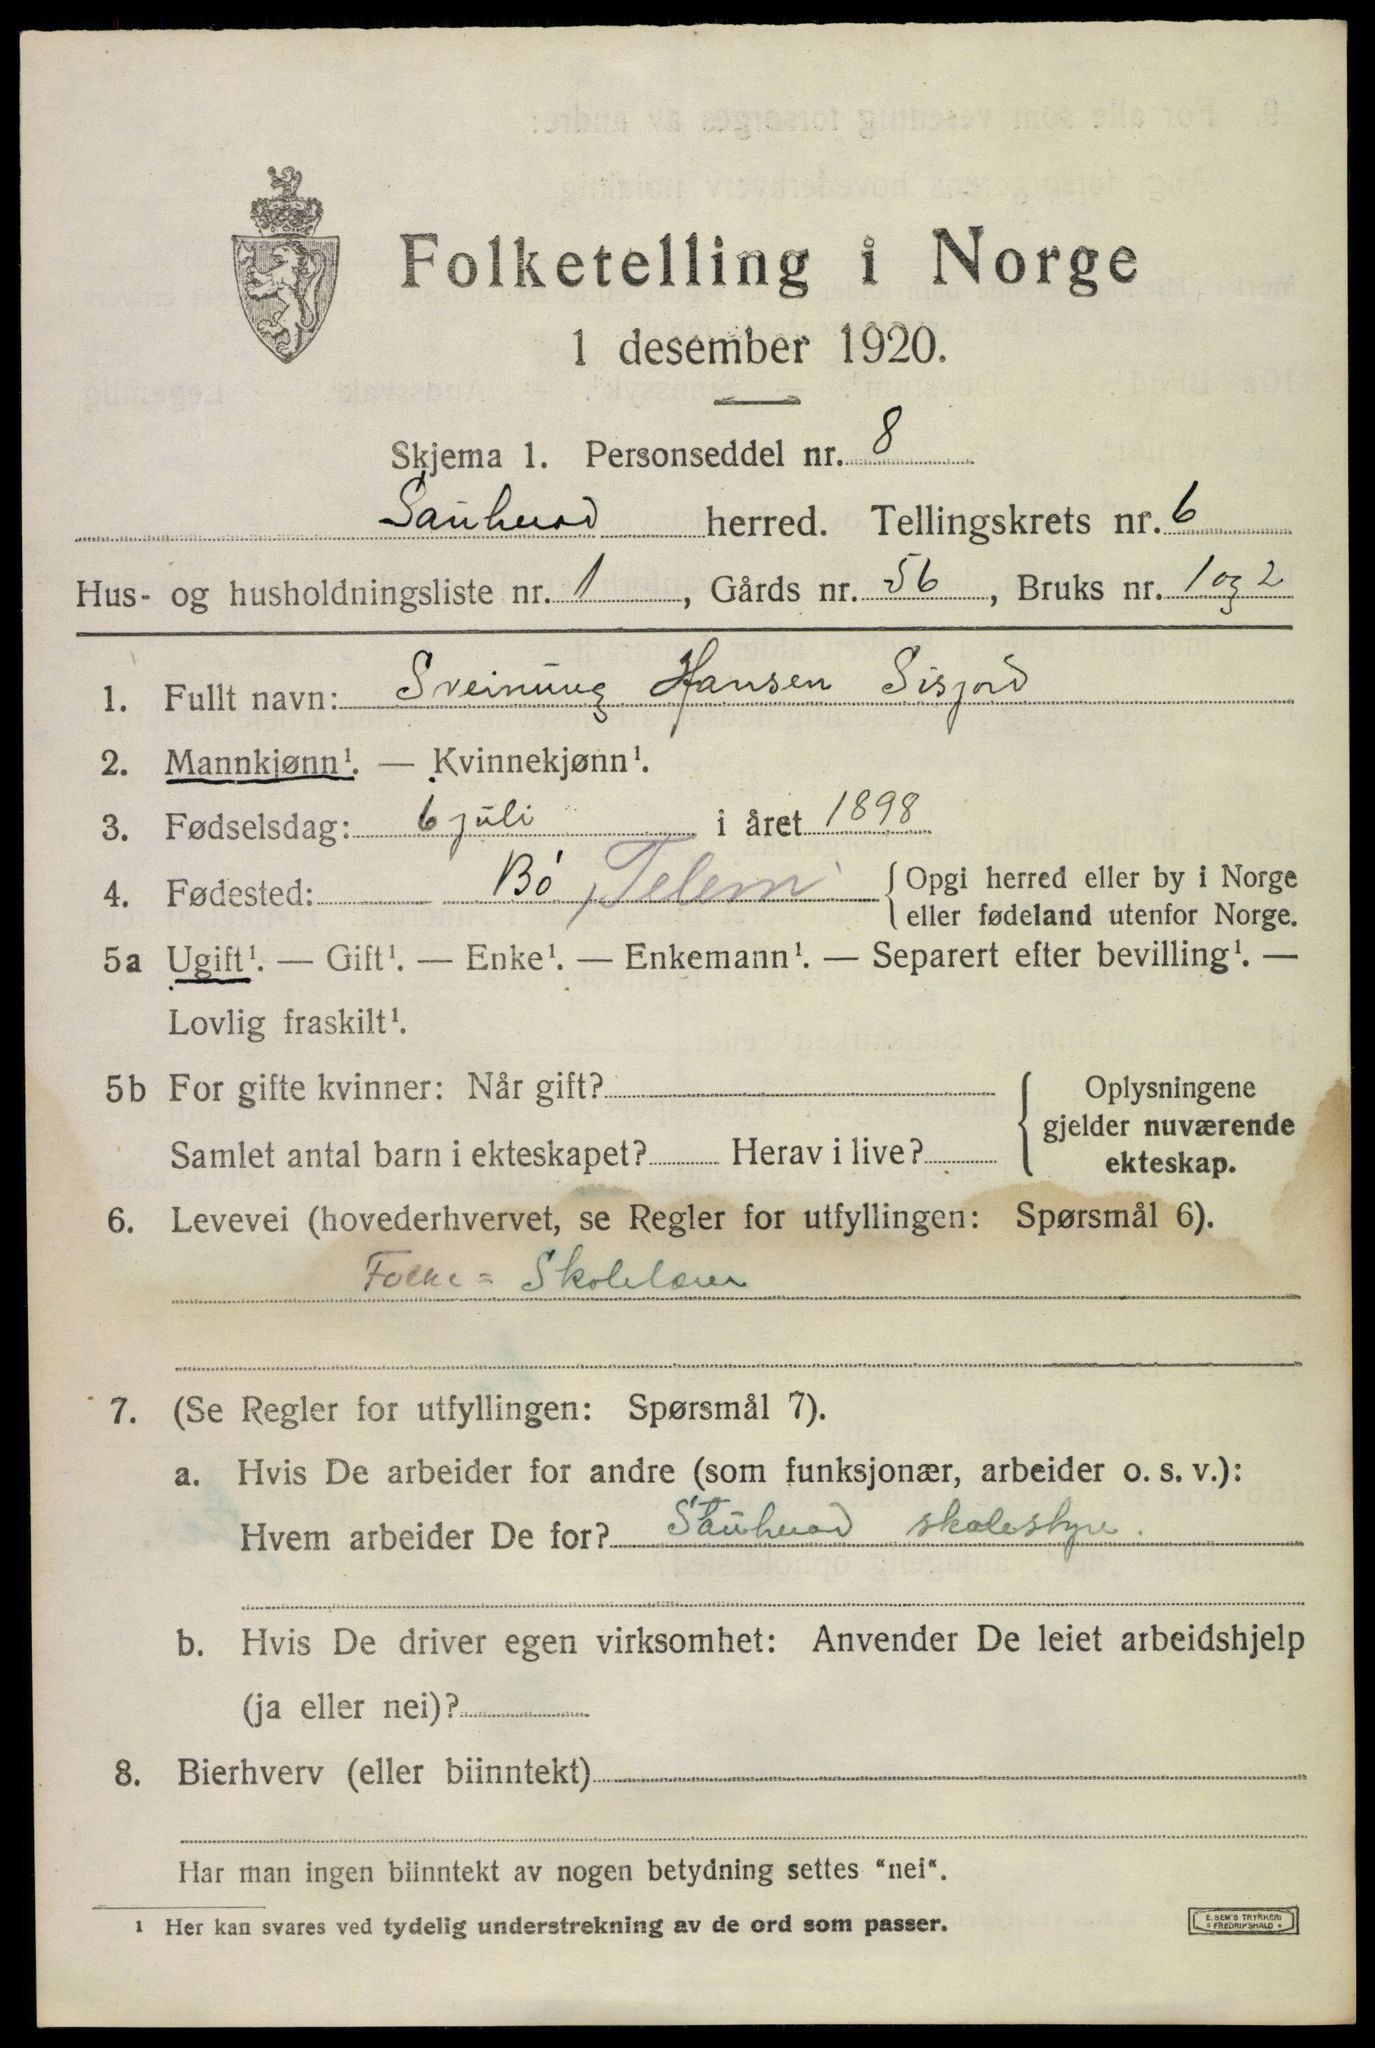 Folketelling i Norge
1 desember 1920.
Skjema 1. Personseddel nr. 8
Sauherad herred. Tellingskrets nr. 6
Hus- og husholdningsliste nr. 1, Gårds nr. 56, Bruks nr. 1 og 2
1. Fullt navn: Sveinung Hansen Sisjord
2. Mannkjønn¹. — Kvinnekjønn¹.
3. Fødselsdag: 6 juli i året 1898
4. Fødested: Bó, Telem { Opgi herred eller by i Norge
eller fødeland utenfor Norge.
5a Ugift¹. — Gift¹. — Enke¹. — Enkemann¹. — Separert efter bevilling¹. —
Lovlig fraskilt¹.
5b For gifte kvinner: Når gift? { Oplysningene
gjelder nuværende
Samlet antal barn i ekteskapet? Herav i live? ekteskap.
6. Levevei (hovederhvervet, se Regler for utfyllingen: Spørsmål 6).
Folke = Skolelærer
7. (Se Regler for utfyllingen: Spørsmål 7).
a. Hvis De arbeider for andre (som funksjonær, arbeider o. s. v.):
Hvem arbeider De for? Sauherad skolestyre.
b. Hvis De driver egen virksomhet: Anvender De leiet arbeidshjelp
(ja eller nei)?
8. Bierhverv (eller biinntekt)
Har man ingen biinntekt av nogen betydning settes "nei".
¹ Her kan svares ved tydelig understrekning av de ord som passer.
E. SEM'S TRYKKERI
FREDRIKSHALD